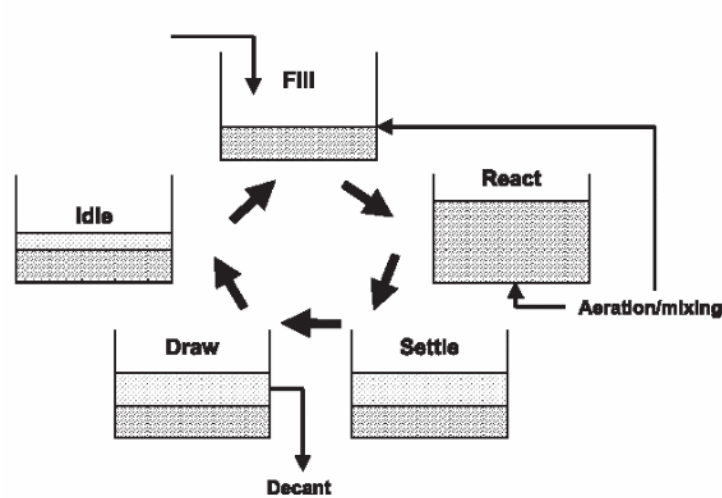 Fill
React
Idle
Aeration/mixing
Draw
Settle
Decant